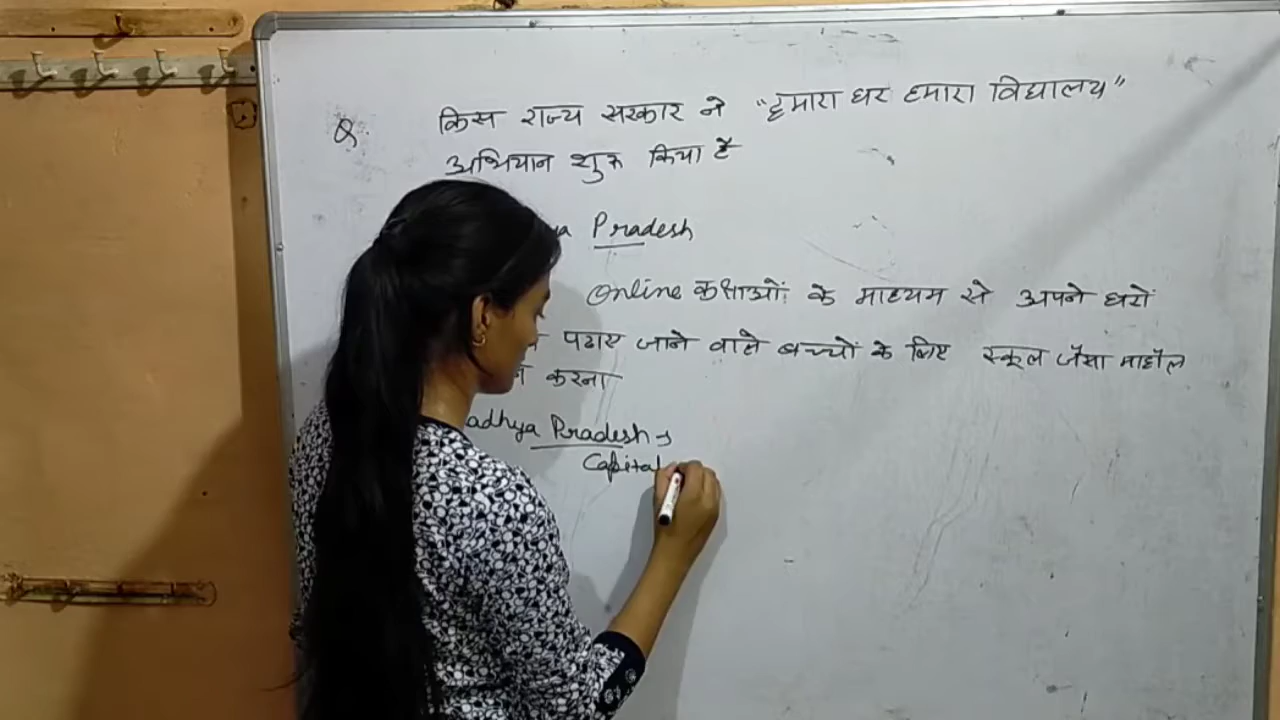 Q. किस राज्य सरकार ने "हमारा घर हमारा विद्यालय"
अभियान शुरू किया है
Pradesh
Online कक्षाओं के माध्यम से अपने घरों
पढाए जाने वाले बच्चों के लिए स्कूल जैसा माहौल
करना
adhya Pradesh →
Capital